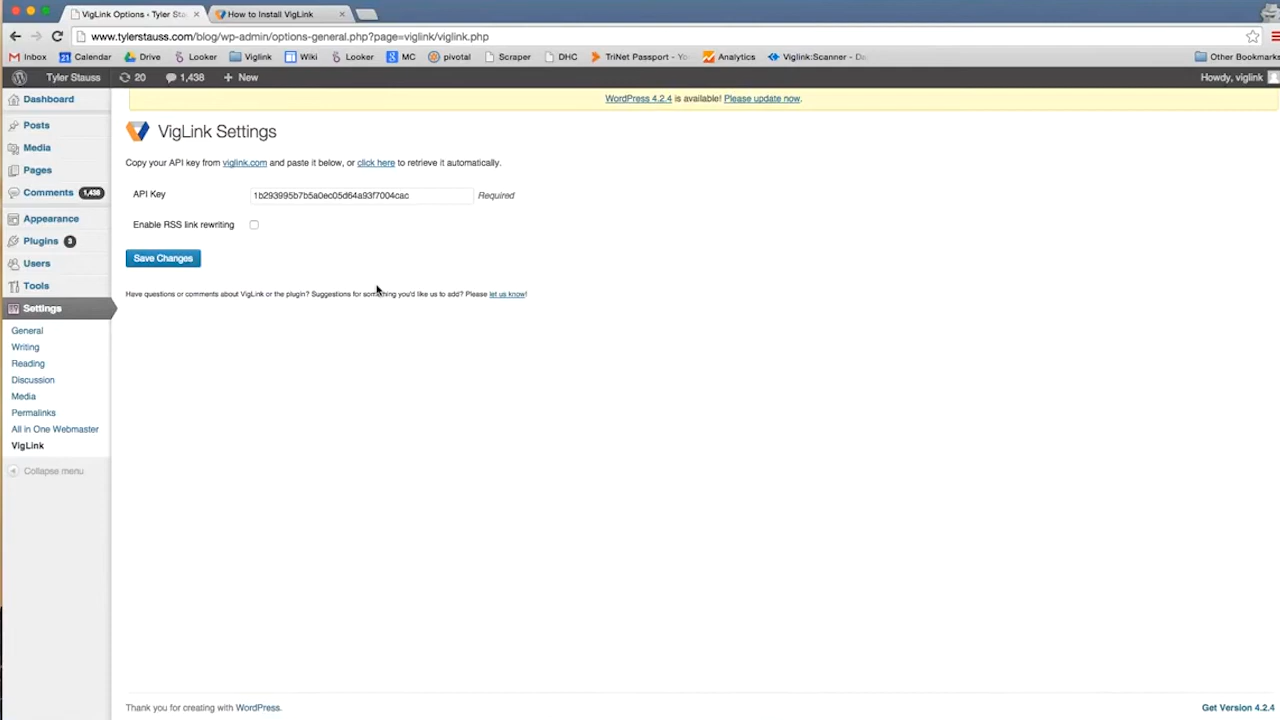 VigLink Options ‹ Tyler Sta
How to Install VigLink
www.tylerstauss.com/blog/wp-admin/options-general.php?page=viglink/viglink.php
Inbox Calendar Drive Looker Viglink Wiki Looker MC pivotal Scraper DHC TriNet Passport - Yo Analytics Viglink:Scanner - Da Other Bookmarks
Tyler Stauss 20 1,438 + New Howdy, viglink
WordPress 4.2.4 is available! Please update now.
Dashboard
Posts
Media
Pages
Comments 1,438
Appearance
Plugins 3
Users
Tools
Settings
General
Writing
Reading
Discussion
Media
Permalinks
All in One Webmaster
VigLink
Collapse menu
VigLink Settings
Copy your API key from viglink.com and paste it below, or click here to retrieve it automatically.
API Key 1b293995b7b5a0ec05d64a93f7004cac Required
Enable RSS link rewriting
Save Changes
Have questions or comments about VigLink or the plugin? Suggestions for something you'd like us to add? Please let us know!
Thank you for creating with WordPress.
Get Version 4.2.4